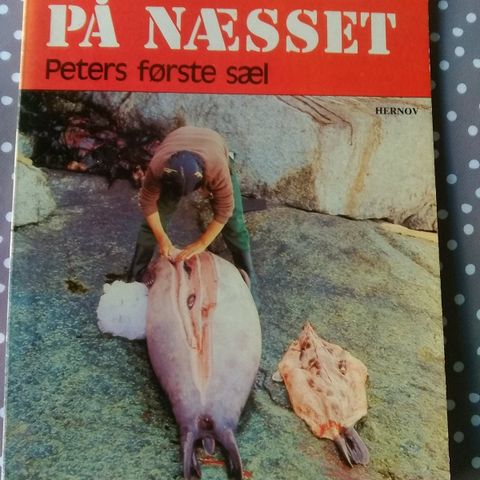 PÅ NÆSSET
Peters første sæl
HERNOV